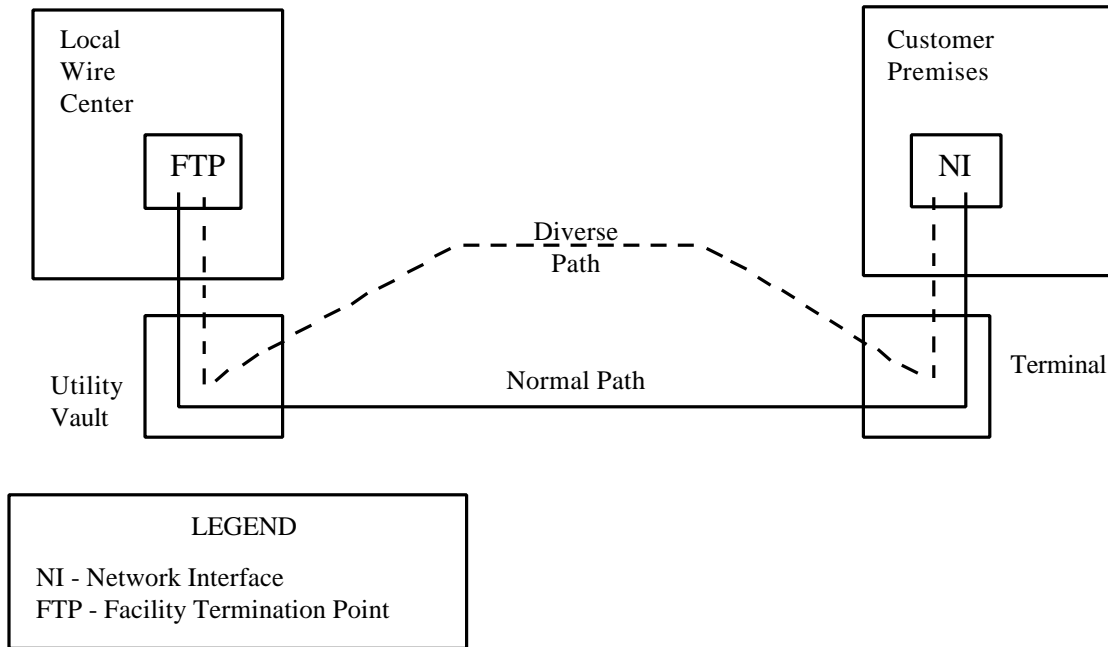 Local
Wire
Center
Customer
Premises
FTP
NI
Diverse
Path
Normal Path
Utility
Vault
Terminal
LEGEND
NI - Network Interface
FTP - Facility Termination Point